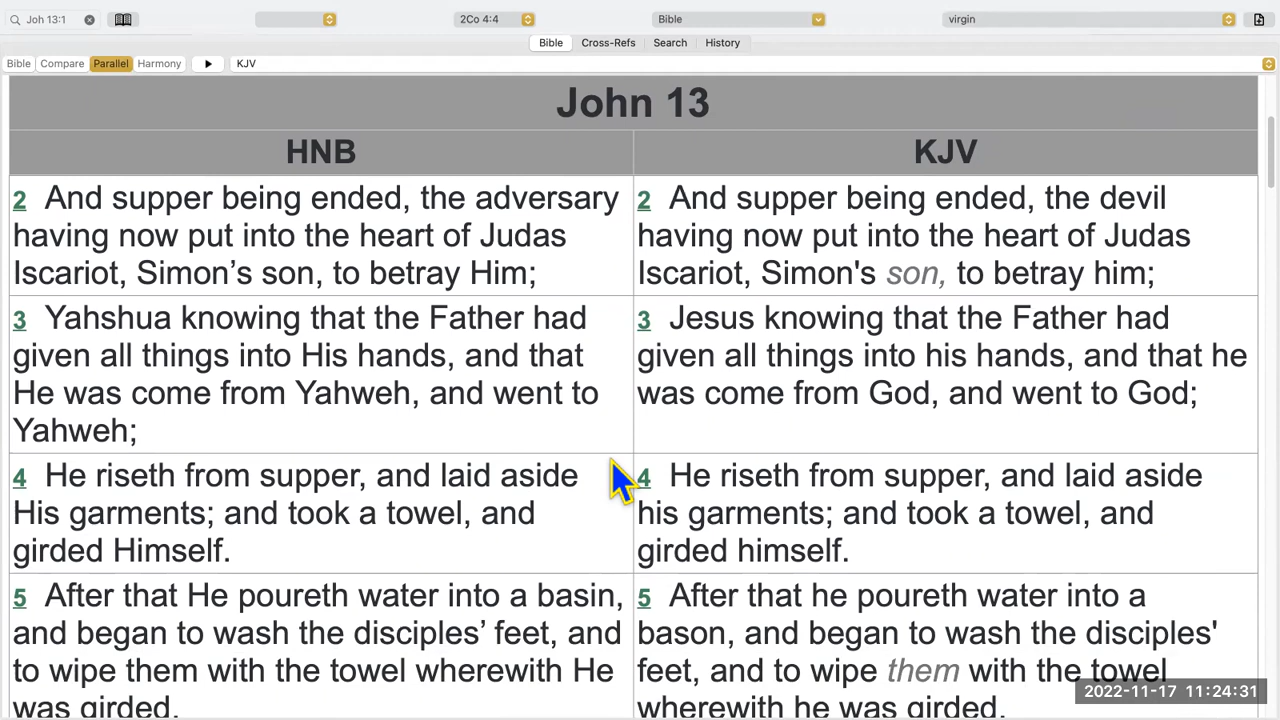 Joh 13:1
2Co 4:4
Bible
virgin
Bible
Cross-Refs
Search
History
Bible
Compare
Parallel
Harmony
KJV
John 13
HNB
2 And supper being ended, the adversary
having now put into the heart of Judas
Iscariot, Simon’s son, to betray Him;
3 Yahshua knowing that the Father had
given all things into His hands, and that
He was come from Yahweh, and went to
Yahweh;
4 He riseth from supper, and laid aside
His garments; and took a towel, and
girded Himself.
5 After that He poureth water into a basin,
and began to wash the disciples’ feet, and
to wipe them with the towel wherewith He
was girded.
KJV
2 And supper being ended, the devil
having now put into the heart of Judas
Iscariot, Simon's son, to betray him;
3 Jesus knowing that the Father had
given all things into his hands, and that he
was come from God, and went to God;
4 He riseth from supper, and laid aside
his garments; and took a towel, and
girded himself.
5 After that he poureth water into a
bason, and began to wash the disciples'
feet, and to wipe them with the towel
wherewith he was girded.
2022-11-17 11:24:31